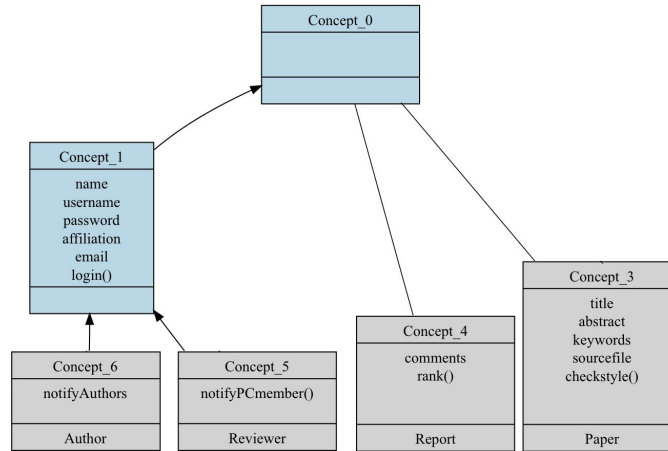 Concept_0
Concept_1
name
username
password
affiliation
email
login()
Concept_6
notifyAuthors
Author
Concept_5
notifyPCmember()
Reviewer
Concept_4
comments
rank()
Report
Concept_3
title
abstract
keywords
sourcefile
checkstyle()
Paper